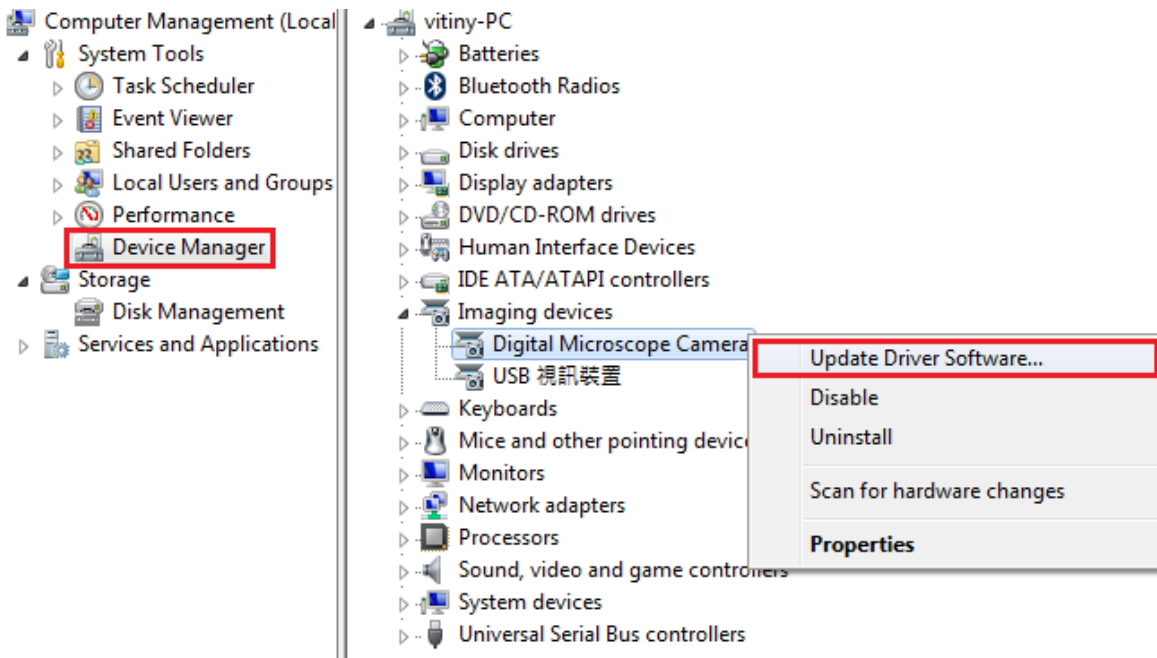 Computer Management (Local
System Tools
Task Scheduler
Event Viewer
Shared Folders
Local Users and Groups
Performance
Device Manager
Storage
Disk Management
Services and Applications
vitiny-PC
Batteries
Bluetooth Radios
Computer
Disk drives
Display adapters
DVD/CD-ROM drives
Human Interface Devices
IDE ATA/ATAPI controllers
Imaging devices
Digital Microscope Camera
USB 視訊裝置
Keyboards
Mice and other pointing devic
Monitors
Network adapters
Processors
Sound, video and game controllers
System devices
Universal Serial Bus controllers
Update Driver Software...
Disable
Uninstall
Scan for hardware changes
Properties